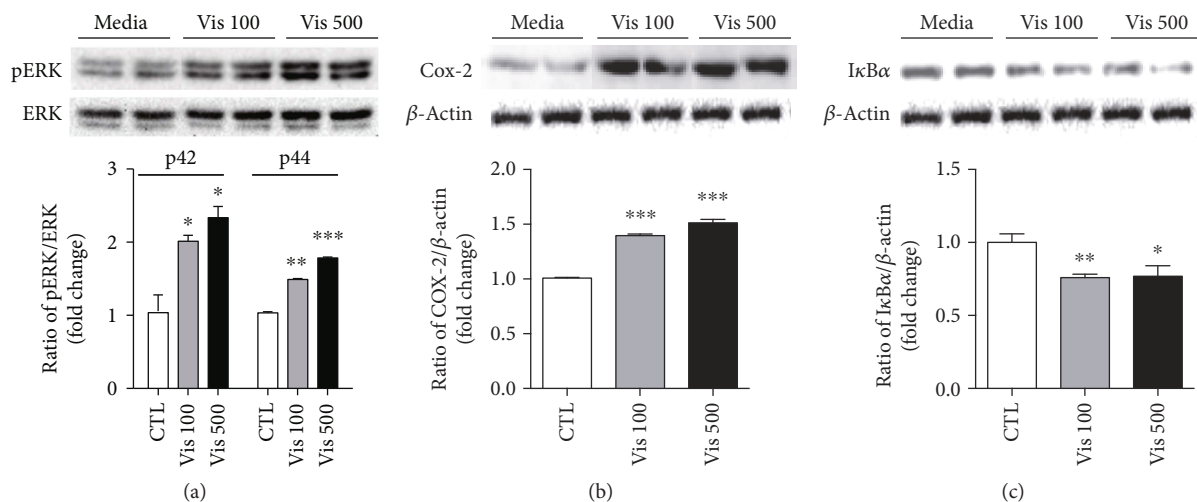 Media Vis 100 Vis 500
pERK
ERK
p42 p44
3
2
1
0
Ratio of pERK/ERK
(fold change)
* * ** ***
CTL Vis 100 Vis 500 CTL Vis 100 Vis 500
(a)
Media Vis 100 Vis 500
Cox-2
β-Actin
2.0
1.5
1.0
0.5
0.0
Ratio of COX-2/β-actin
(fold change)
*** ***
CTL Vis 100 Vis 500
(b)
Media Vis 100 Vis 500
IκBα
β-Actin
1.5
1.0
0.5
0.0
Ratio of IκBα/β-actin
(fold change)
** *
CTL Vis 100 Vis 500
(c)